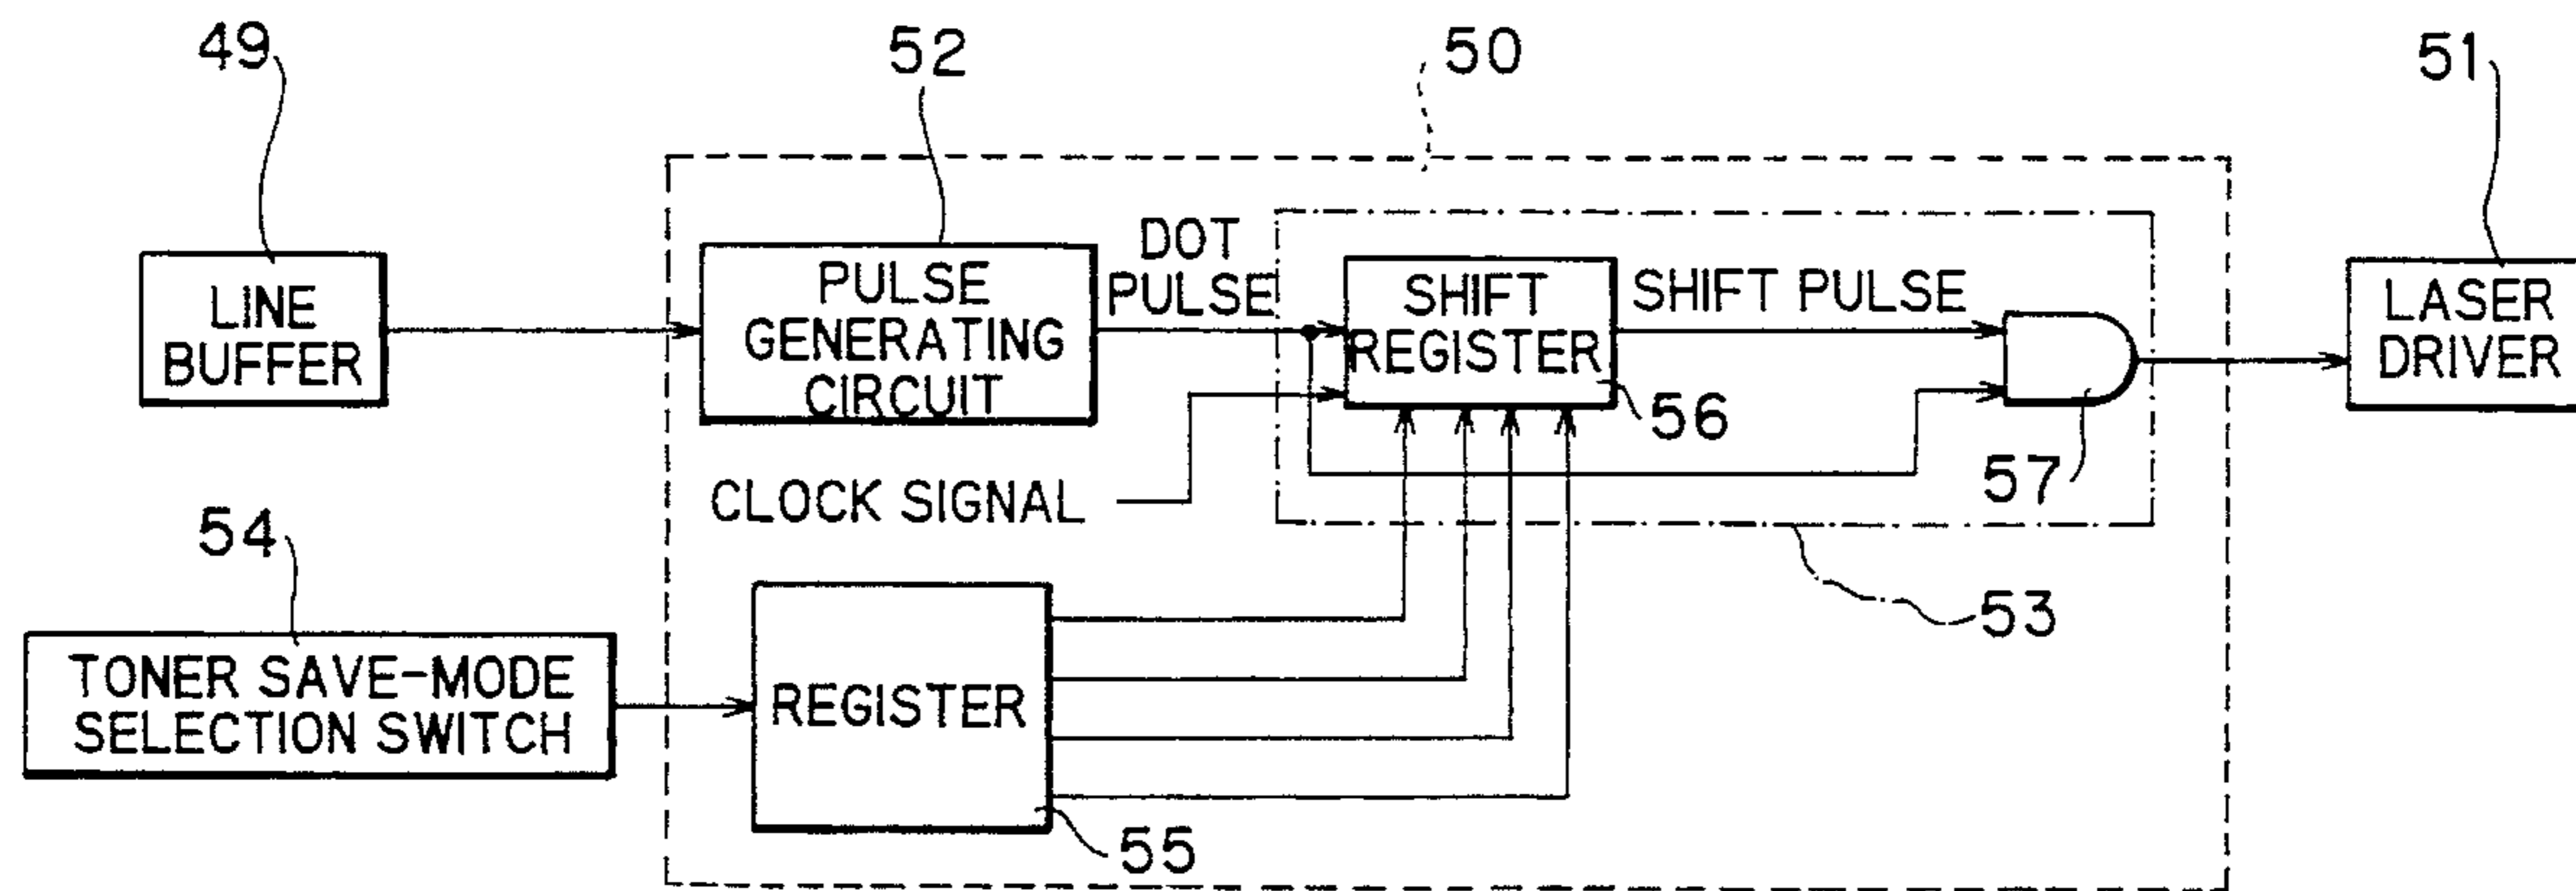 49
52
50
51
LINE
BUFFER
PULSE
GENERATING
CIRCUIT
DOT
PULSE
SHIFT
REGISTER
SHIFT PULSE
LASER
DRIVER
56
57
CLOCK SIGNAL
54
53
TONER SAVE-MODE
SELECTION SWITCH
REGISTER
55